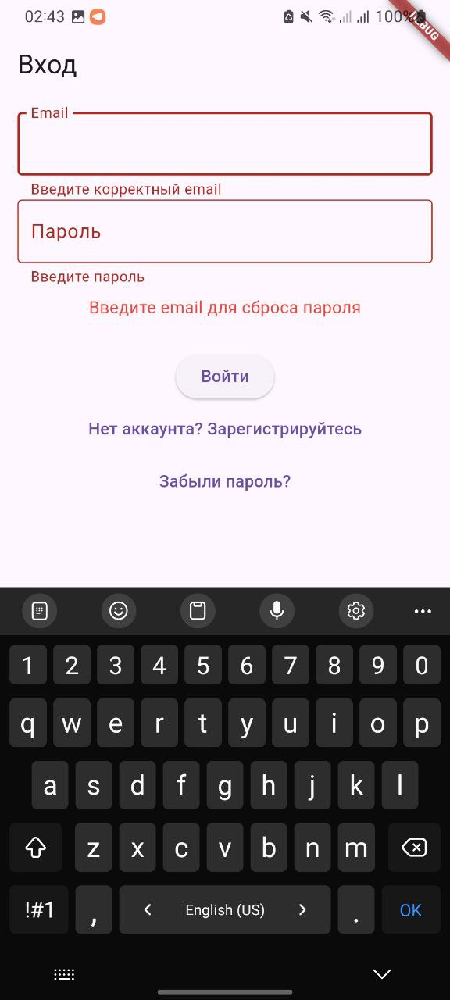 02:43 100%
DEBUG
Вход
Email
Введите корректный email
Пароль
Введите пароль
Введите email для сброса пароля
Войти
Нет аккаунта? Зарегистрируйтесь
Забыли пароль?
1 2 3 4 5 6 7 8 9 0
q w e r t y u i o p
a s d f g h j k l
z x c v b n m
!#1 , < English (US) > . OK